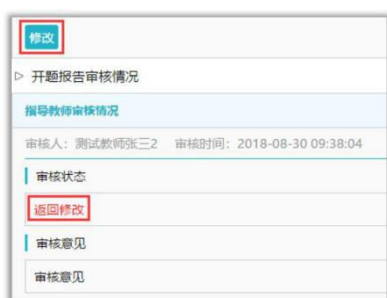 修改
开题报告审核情况
指导教师审核情况
审核人：测试教师张三2 审核时间：2018-08-30 09:38:04
审核状态
返回修改
审核意见
审核意见